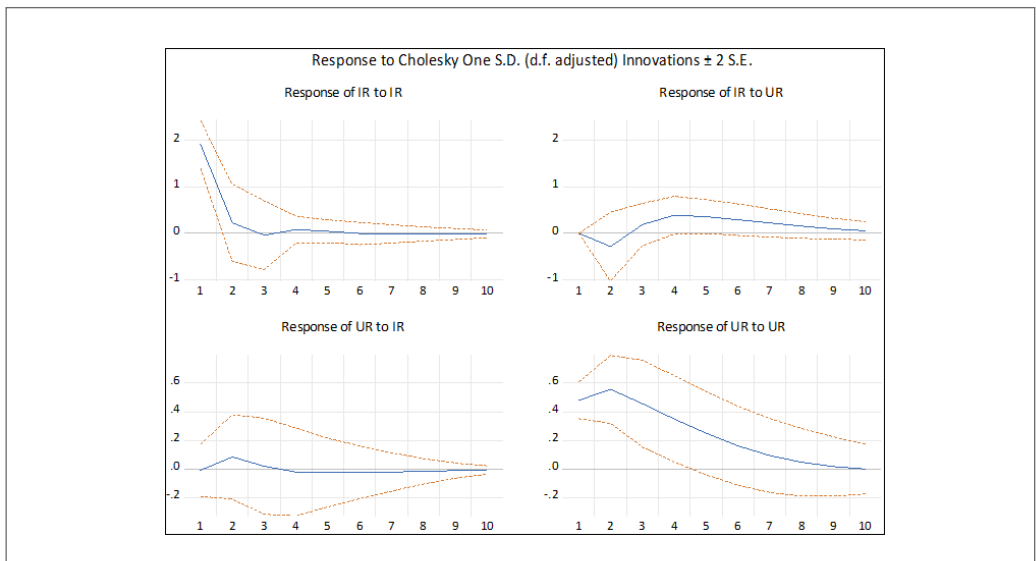 Response to Cholesky One S.D. (d.f. adjusted) Innovations ± 2 S.E.
Response of IR to IR
2
1
0
-1
1 2 3 4 5 6 7 8 9 10
Response of IR to UR
2
1
0
-1
1 2 3 4 5 6 7 8 9 10
Response of UR to IR
.6
.4
.2
.0
-.2
1 2 3 4 5 6 7 8 9 10
Response of UR to UR
.6
.4
.2
.0
-.2
1 2 3 4 5 6 7 8 9 10